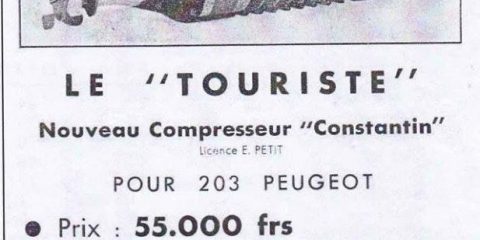 LE "TOURISTE"
Nouveau Compresseur "Constantin"
Licence E. PETIT
POUR 203 PEUGEOT
● Prix : 55.000 frs